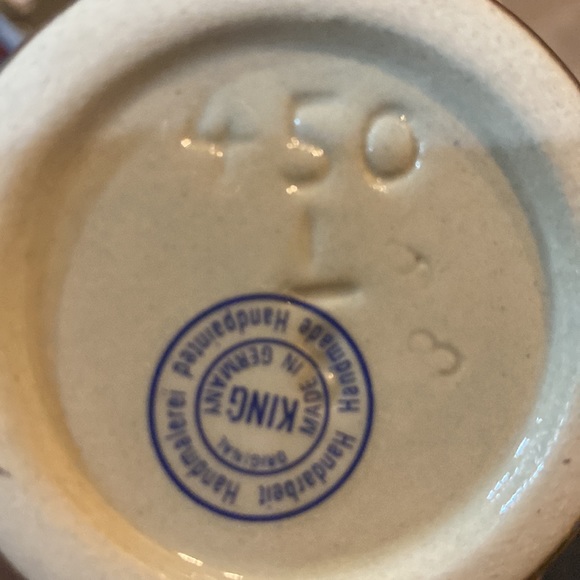 450
1
3
Handarbeit Handmalerei Handpainted Handmade
ORIGINAL
KING
MADE IN GERMANY